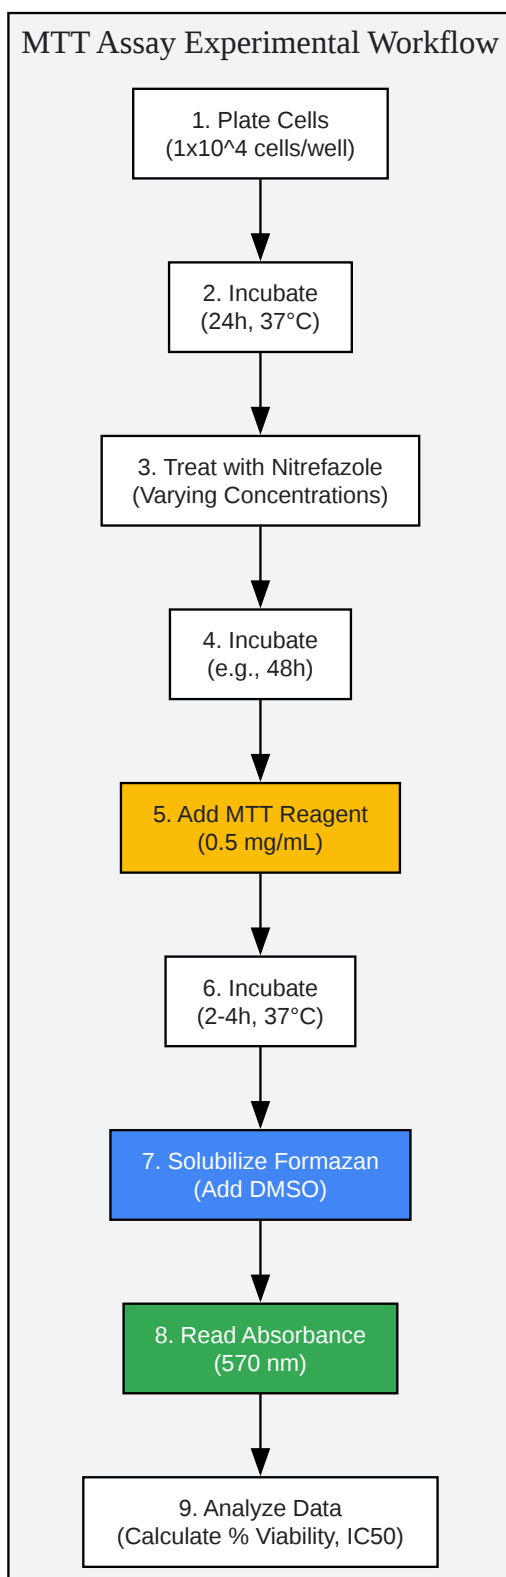 MTT Assay Experimental Workflow
1. Plate Cells
(1x10^4 cells/well)
2. Incubate
(24h, 37°C)
3. Treat with Nitrefazole
(Varying Concentrations)
4. Incubate
(e.g., 48h)
5. Add MTT Reagent
(0.5 mg/mL)
6. Incubate
(2-4h, 37°C)
7. Solubilize Formazan
(Add DMSO)
8. Read Absorbance
(570 nm)
9. Analyze Data
(Calculate % Viability, IC50)